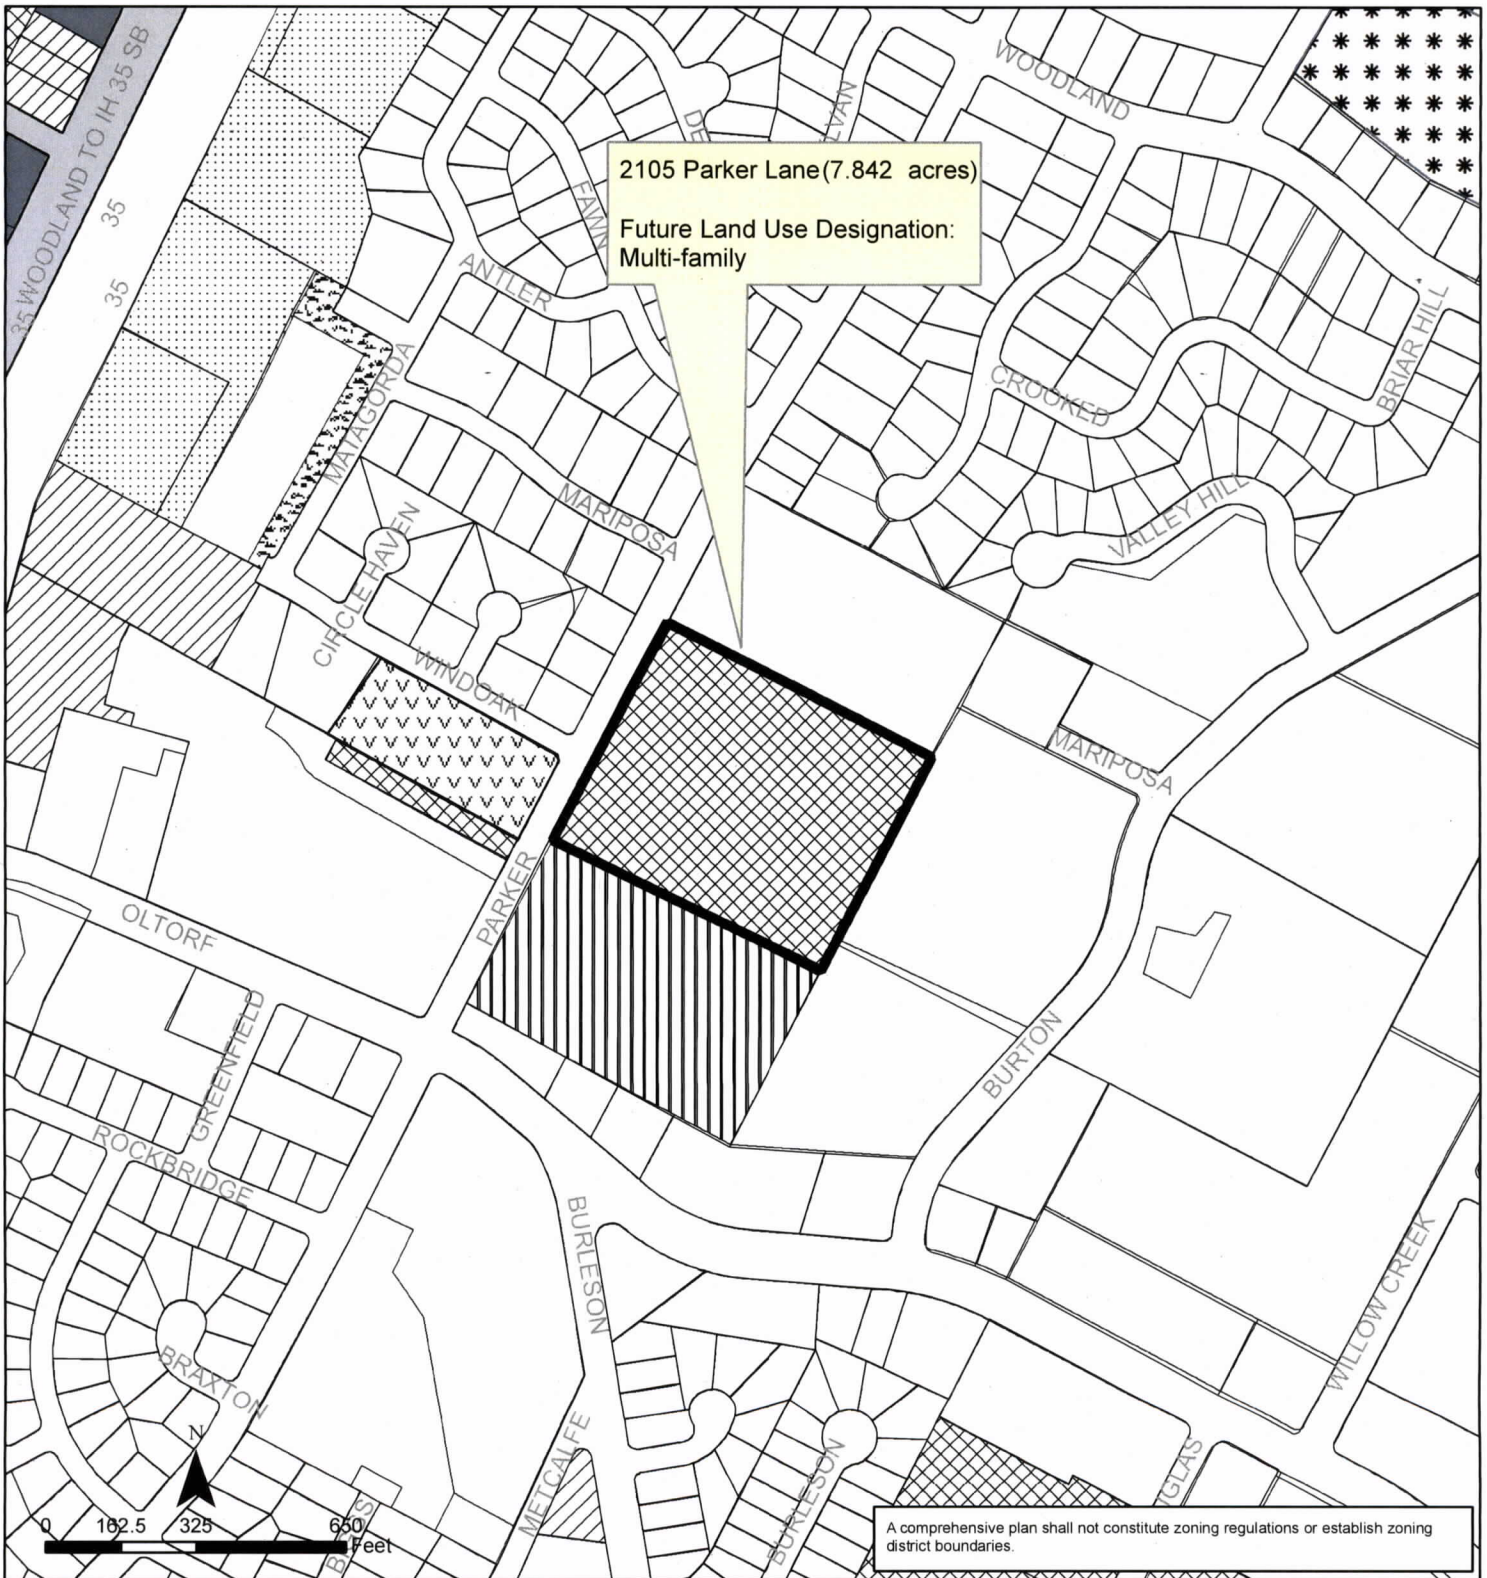 35 WOODLAND TO IH 35 SB
35
35
WOODLAND
2105 Parker Lane(7.842 acres)
Future Land Use Designation:
Multi-family
ANTLER
MATAGORDA
CROOKED
BRIAR HILL
MARIPOSA
VALLEY HILL
CIRCLE HAVEN
WINDOAK
MARIPOSA
PARKER
OLTORF
GREENFIELD
BURTON
ROCKBRIDGE
BURLESON
WILLOW CREEK
BRAXTON
N
METCALFE
BURLESON
0 162.5 325 650
Feet
A comprehensive plan shall not constitute zoning regulations or establish zoning
district boundaries.